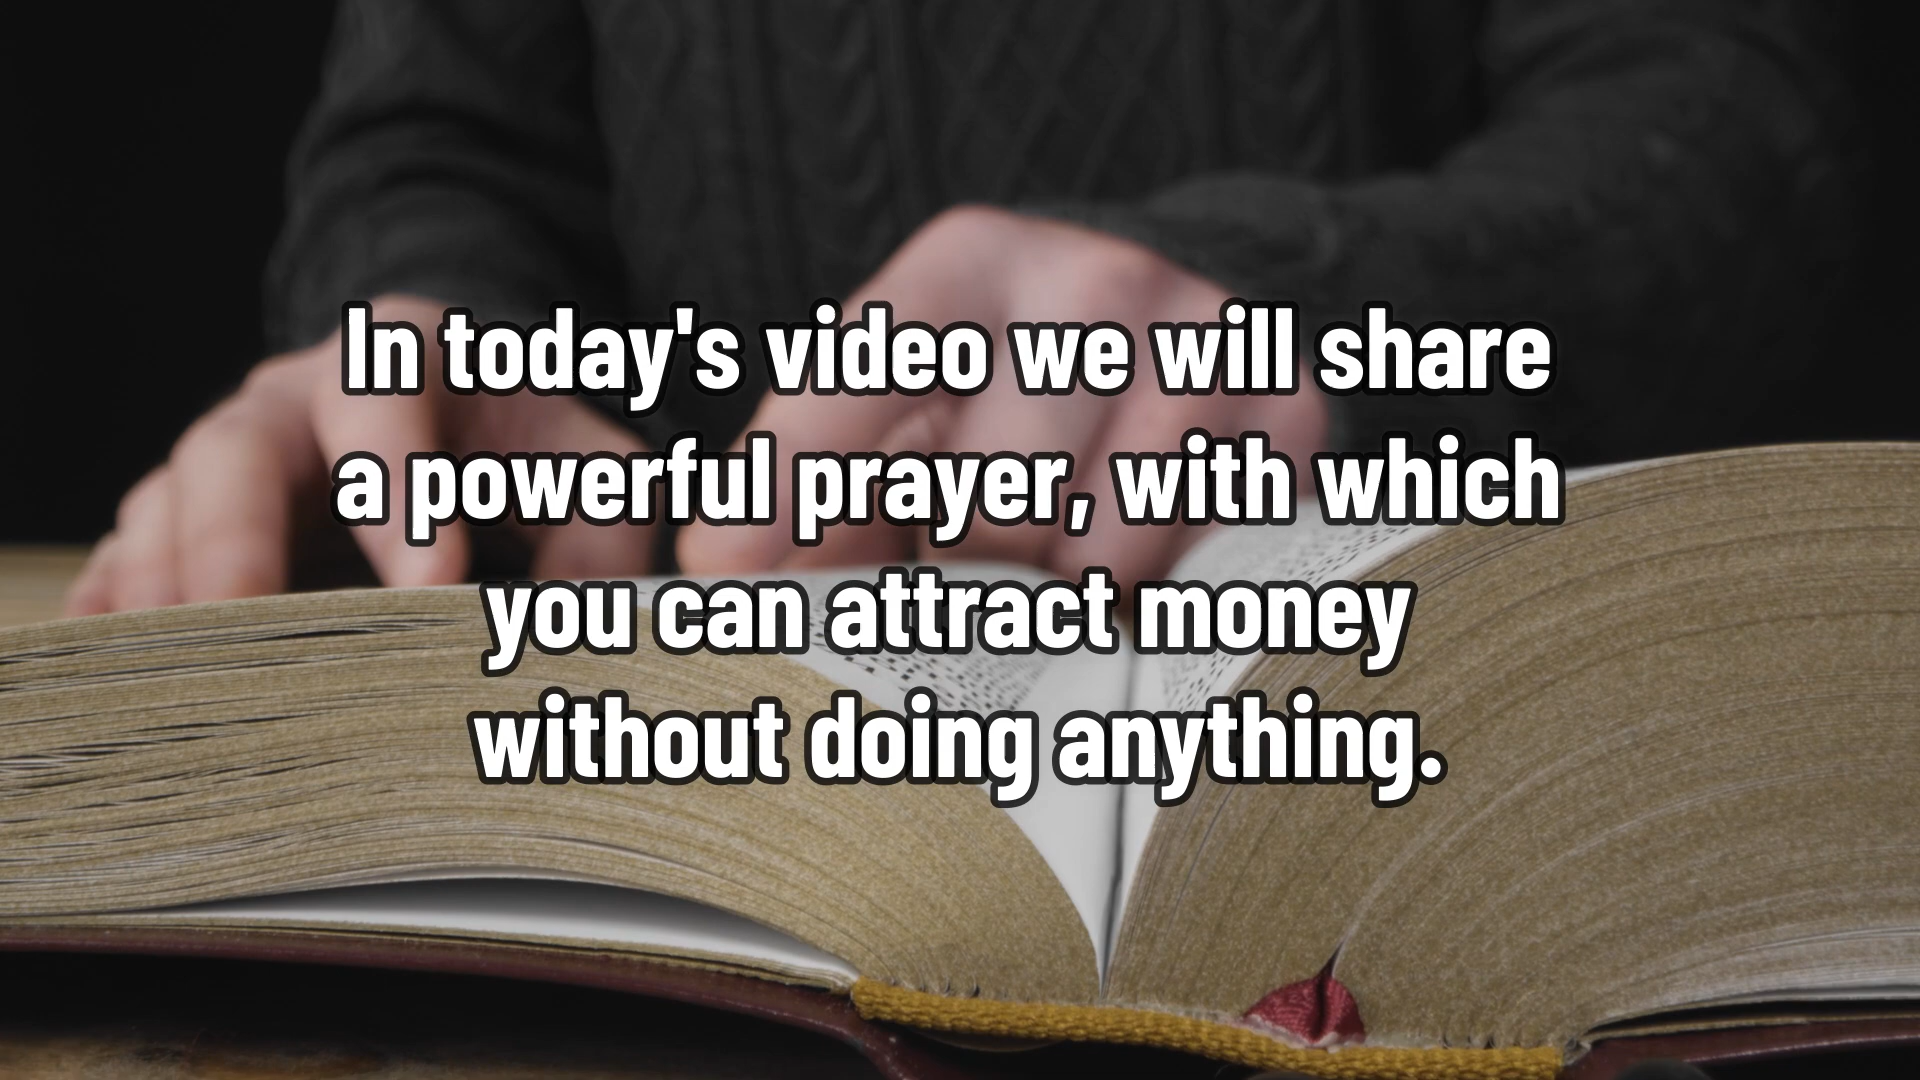 In today's video we will share
a powerful prayer, with which
you can attract money
without doing anything.